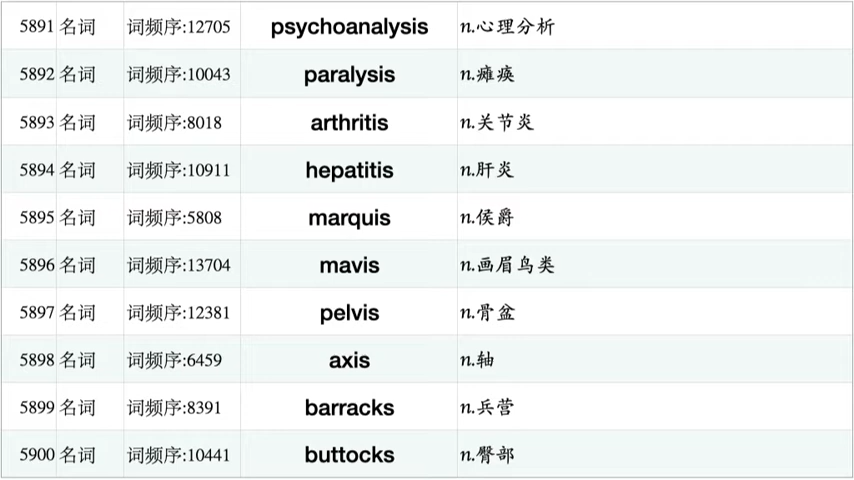 5891 名词 词频序:12705 psychoanalysis n.心理分析
5892 名词 词频序:10043 paralysis n.瘫痪
5893 名词 词频序:8018 arthritis n.关节炎
5894 名词 词频序:10911 hepatitis n.肝炎
5895 名词 词频序:5808 marquis n.侯爵
5896 名词 词频序:13704 mavis n.画眉鸟类
5897 名词 词频序:12381 pelvis n.骨盆
5898 名词 词频序:6459 axis n.轴
5899 名词 词频序:8391 barracks n.兵营
5900 名词 词频序:10441 buttocks n.臀部